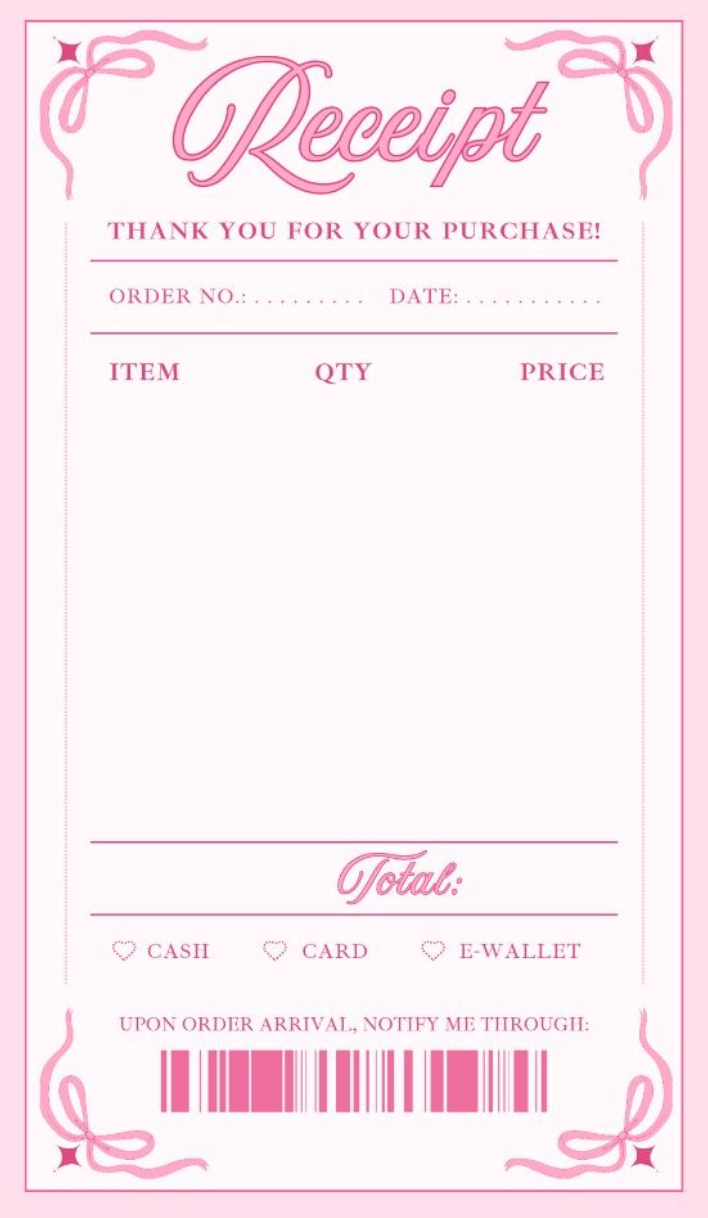 Receipt
THANK YOU FOR YOUR PURCHASE!
ORDER NO.: . . . . . . . . . DATE: . . . . . . . . . . .
ITEM QTY PRICE
Total:
CASH CARD E-WALLET
UPON ORDER ARRIVAL, NOTIFY ME THROUGH: